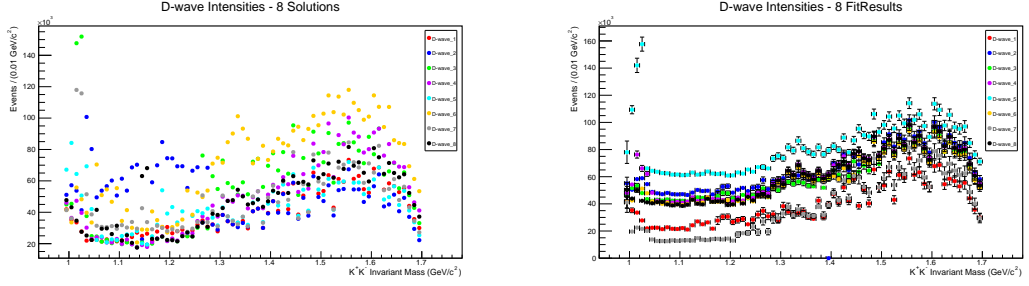 D-wave Intensities - 8 Solutions
×10³
Events / (0.01 GeV/c²)
160
140
120
100
80
60
40
20
1
1.1
1.2
1.3
1.4
1.5
1.6
1.7
K⁺K⁻ Invariant Mass (GeV/c²)
D-wave_1
D-wave_2
D-wave_3
D-wave_4
D-wave_5
D-wave_6
D-wave_7
D-wave_8
D-wave Intensities - 8 FitResults
×10³
Events / (0.01 GeV/c²)
160
140
120
100
80
60
40
20
0
1
1.1
1.2
1.3
1.4
1.5
1.6
1.7
K⁺K⁻ Invariant Mass (GeV/c²)
D-wave_1
D-wave_2
D-wave_3
D-wave_4
D-wave_5
D-wave_6
D-wave_7
D-wave_8